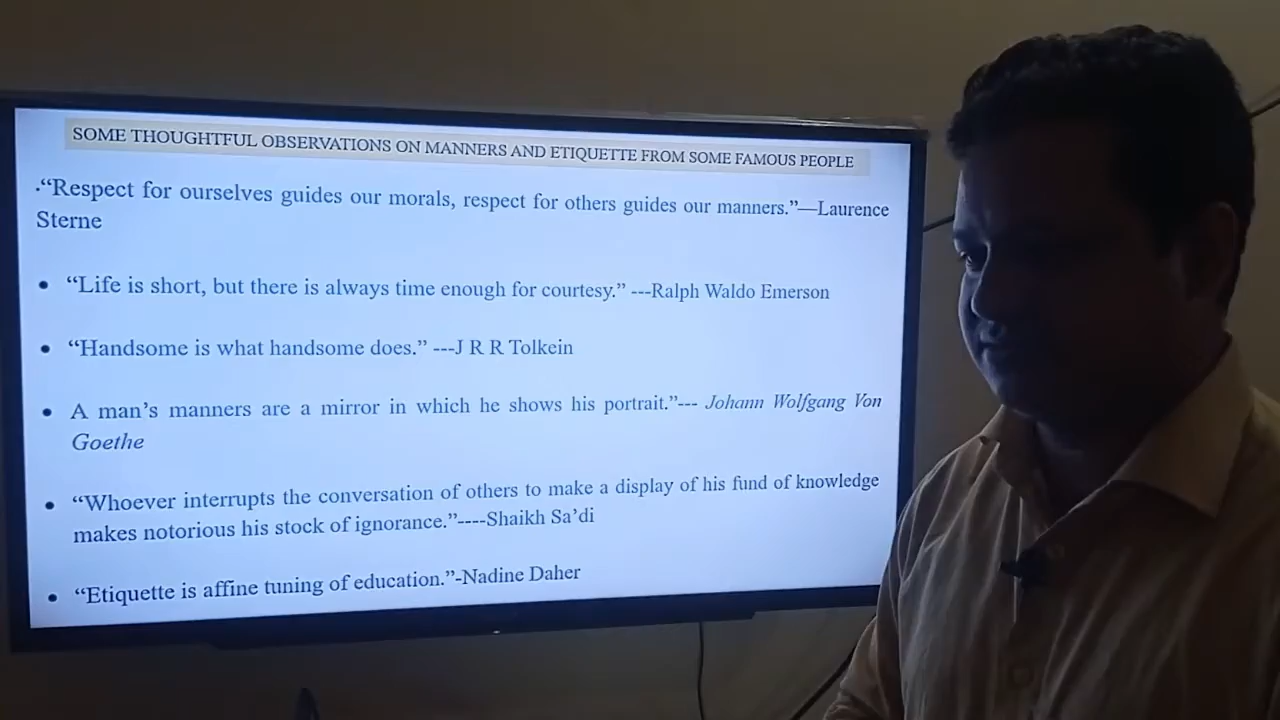 SOME THOUGHTFUL OBSERVATIONS ON MANNERS AND ETIQUETTE FROM SOME FAMOUS PEOPLE
.“Respect for ourselves guides our morals, respect for others guides our manners.”—Laurence
Sterne
• “Life is short, but there is always time enough for courtesy.” ---Ralph Waldo Emerson
• “Handsome is what handsome does.” ---J R R Tolkein
• A man’s manners are a mirror in which he shows his portrait.”--- Johann Wolfgang Von
Goethe
• “Whoever interrupts the conversation of others to make a display of his fund of knowledge
makes notorious his stock of ignorance.”----Shaikh Sa’di
• “Etiquette is affine tuning of education.”-Nadine Daher